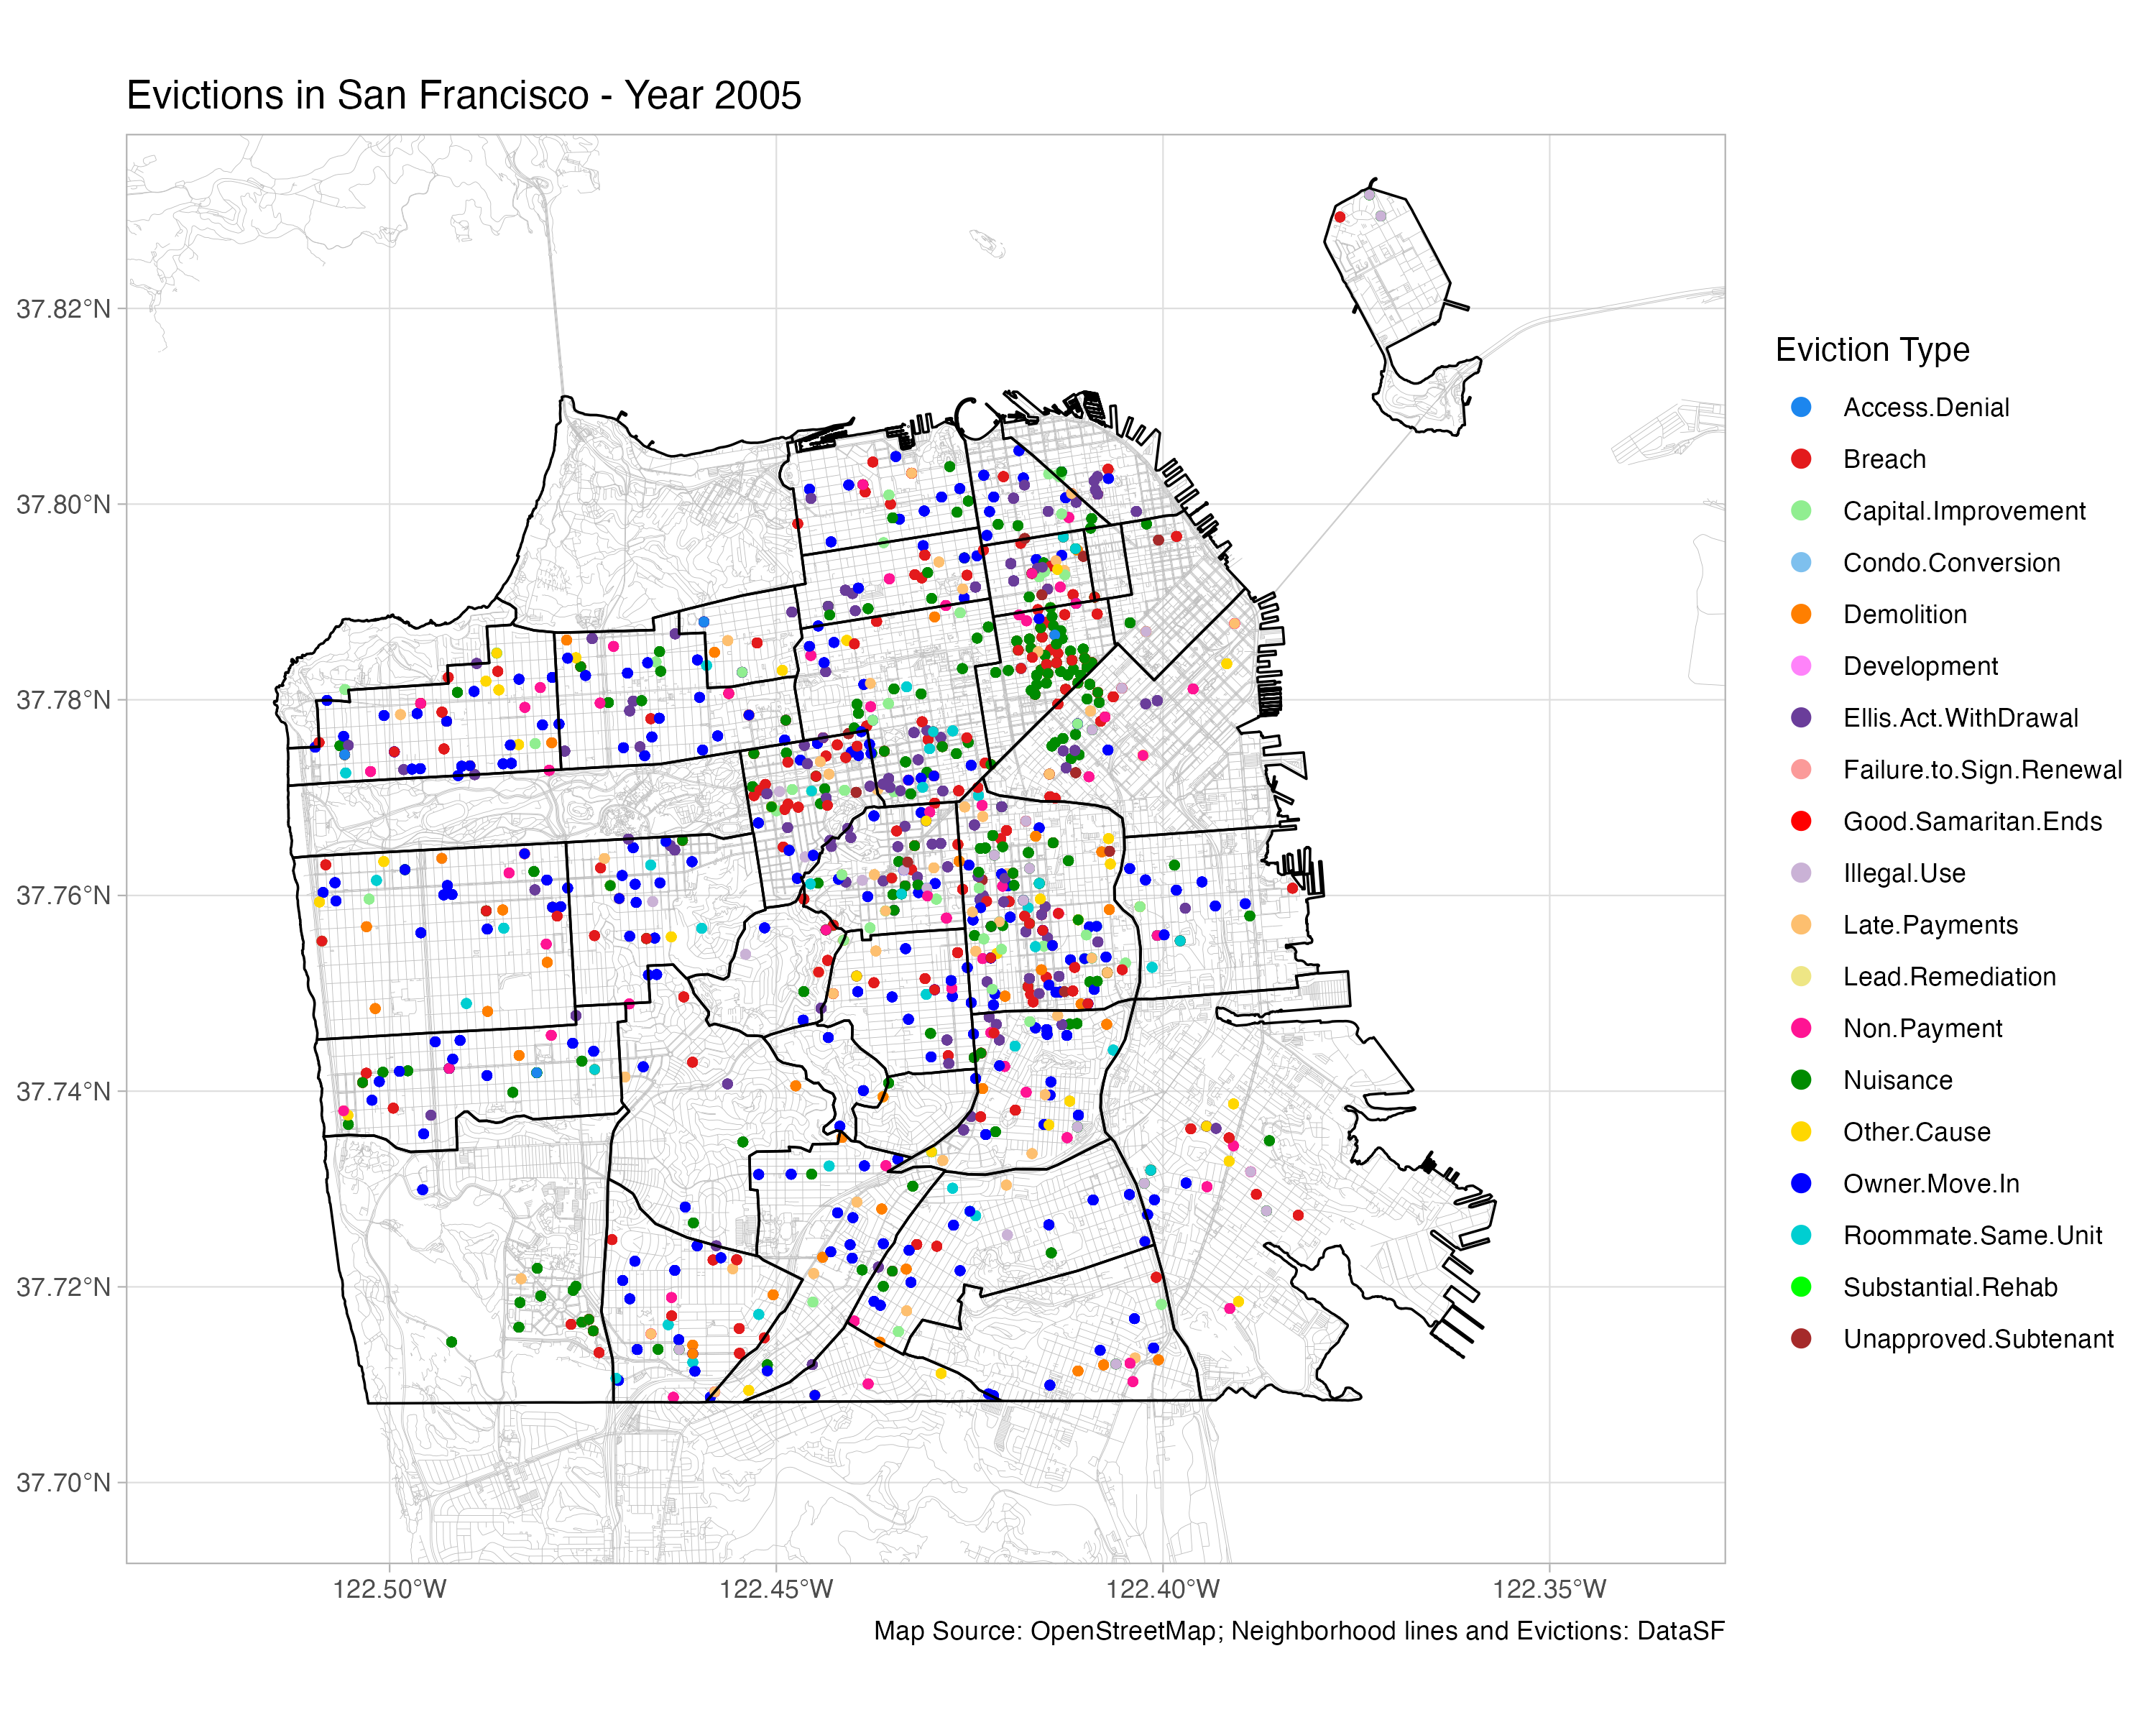 Evictions in San Francisco - Year 2005
37.82°N
37.80°N
37.78°N
37.76°N
37.74°N
37.72°N
37.70°N
122.50°W
122.45°W
122.40°W
122.35°W
Eviction Type
Access.Denial
Breach
Capital.Improvement
Condo.Conversion
Demolition
Development
Ellis.Act.WithDrawal
Failure.to.Sign.Renewal
Good.Samaritan.Ends
Illegal.Use
Late.Payments
Lead.Remediation
Non.Payment
Nuisance
Other.Cause
Owner.Move.In
Roommate.Same.Unit
Substantial.Rehab
Unapproved.Subtenant
Map Source: OpenStreetMap; Neighborhood lines and Evictions: DataSF